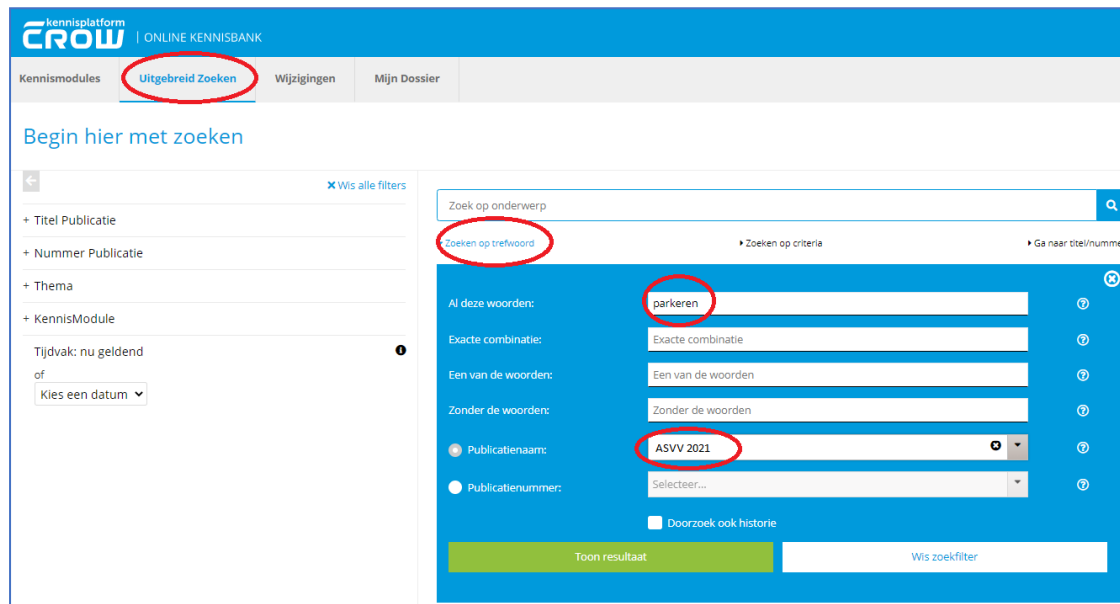 kennisplatform
CROW | ONLINE KENNISBANK
Kennismodules Uitgebreid Zoeken Wijzigingen Mijn Dossier
Begin hier met zoeken
Wis alle filters
+ Titel Publicatie
+ Nummer Publicatie
+ Thema
+ KennisModule
Tijdvak: nu geldend
of
Kies een datum
Zoek op onderwerp
Zoeken op trefwoord Zoeken op criteria Ga naar titel/numme
Al deze woorden: parkeren
Exacte combinatie: Exacte combinatie
Een van de woorden: Een van de woorden
Zonder de woorden: Zonder de woorden
Publicatienaam: ASVV 2021
Publicatienummer: Selecteer...
Doorzoek ook historie
Toon resultaat Wis zoekfilter